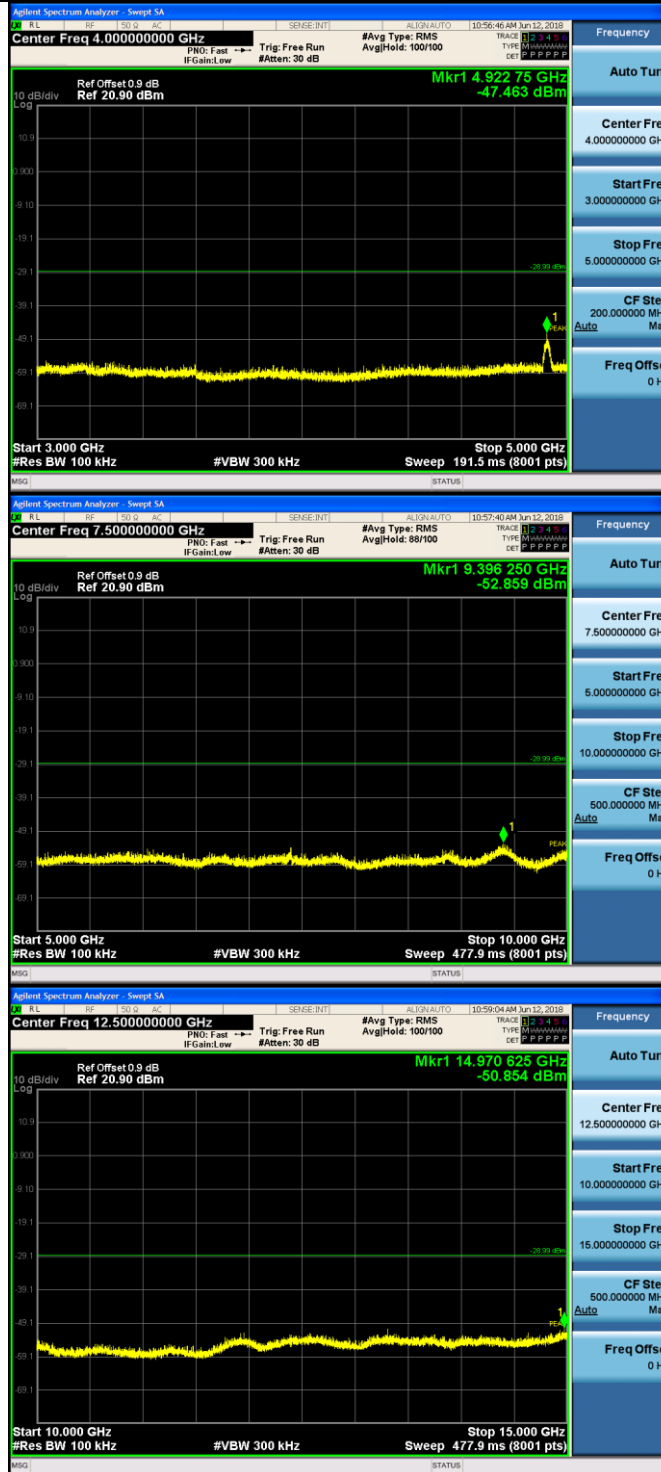 Agilent Spectrum Analyzer - Swept SA
RL RF 50 Ω AC SENSE:INT ALIGNAUTO 10:56:46 AM Jun 12, 2018
Center Freq 4.000000000 GHz #Avg Type: RMS TRACE 1 2 3 4 5 6
PNO: Fast Trig: Free Run Avg|Hold: 100/100 TYPE M
IFGain:Low #Atten: 30 dB DET P P P P P P
Frequency
Auto Tun
Ref Offset 0.9 dB Mkr1 4.922 75 GHz
10 dB/div Ref 20.90 dBm -47.463 dBm
Log
10.9
0.900
-9.10
-19.1
-29.1 -28.99 dBm
-39.1
-49.1 1 PEAK
-59.1
-69.1
Center Fre
4.000000000 GH
Start Fre
3.000000000 GH
Stop Fre
5.000000000 GH
CF Ste
200.000000 MH
Auto Ma
Freq Offs
0 H
Start 3.000 GHz Stop 5.000 GHz
#Res BW 100 kHz #VBW 300 kHz Sweep 191.5 ms (8001 pts)
MSG STATUS
Agilent Spectrum Analyzer - Swept SA
RL RF 50 Ω AC SENSE:INT ALIGNAUTO 10:57:40 AM Jun 12, 2018
Center Freq 7.500000000 GHz #Avg Type: RMS TRACE 1 2 3 4 5 6
PNO: Fast Trig: Free Run Avg|Hold: 88/100 TYPE M
IFGain:Low #Atten: 30 dB DET P P P P P P
Frequency
Auto Tun
Ref Offset 0.9 dB Mkr1 9.396 250 GHz
10 dB/div Ref 20.90 dBm -52.859 dBm
Log
10.9
0.900
-9.10
-19.1
-29.1 -28.99 dBm
-39.1
-49.1 1 PEAK
-59.1
-69.1
Center Fre
7.500000000 GH
Start Fre
5.000000000 GH
Stop Fre
10.000000000 GH
CF Ste
500.000000 MH
Auto Ma
Freq Offs
0 H
Start 5.000 GHz Stop 10.000 GHz
#Res BW 100 kHz #VBW 300 kHz Sweep 477.9 ms (8001 pts)
MSG STATUS
Agilent Spectrum Analyzer - Swept SA
RL RF 50 Ω AC SENSE:INT ALIGNAUTO 10:59:04 AM Jun 12, 2018
Center Freq 12.500000000 GHz #Avg Type: RMS TRACE 1 2 3 4 5 6
PNO: Fast Trig: Free Run Avg|Hold: 100/100 TYPE M
IFGain:Low #Atten: 30 dB DET P P P P P P
Frequency
Auto Tun
Ref Offset 0.9 dB Mkr1 14.970 625 GHz
10 dB/div Ref 20.90 dBm -50.854 dBm
Log
10.9
0.900
-9.10
-19.1
-29.1 -28.99 dBm
-39.1
-49.1 1 PEA
-59.1
-69.1
Center Fre
12.500000000 GH
Start Fre
10.000000000 GH
Stop Fre
15.000000000 GH
CF Ste
500.000000 MH
Auto Ma
Freq Offs
0 H
Start 10.000 GHz Stop 15.000 GHz
#Res BW 100 kHz #VBW 300 kHz Sweep 477.9 ms (8001 pts)
MSG STATUS